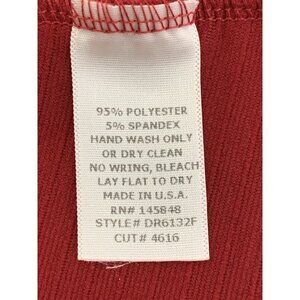 95% POLYESTER
5% SPANDEX
HAND WASH ONLY
OR DRY CLEAN
NO WRING, BLEACH
LAY FLAT TO DRY
MADE IN U.S.A.
RN# 145848
STYLE# DR6132F
CUT# 4616